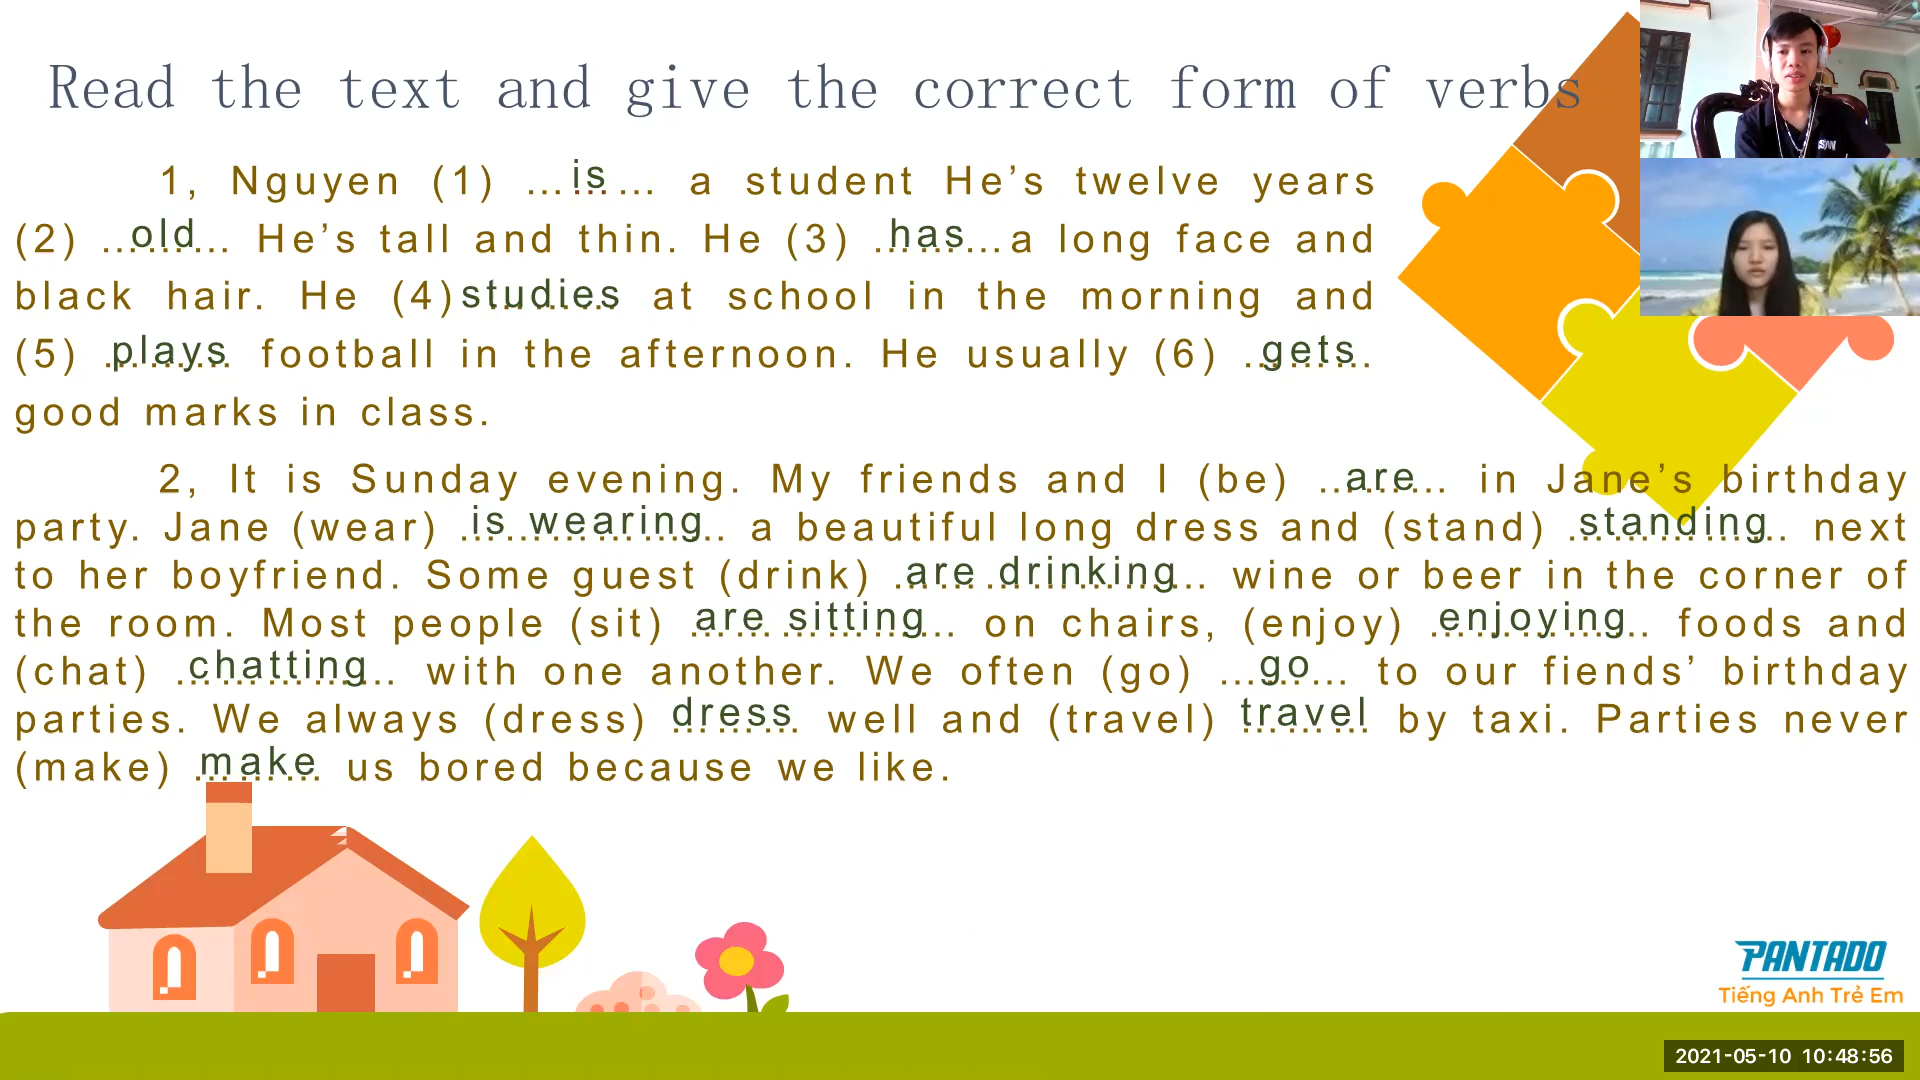 Read the text and give the correct form of verbs
1, Nguyen (1) …is… a student He’s twelve years
(2) …old… He’s tall and thin. He (3) …has…a long face and
black hair. He (4)studies at school in the morning and
(5) plays football in the afternoon. He usually (6) …gets…
good marks in class.
2, It is Sunday evening. My friends and I (be) …are… in Jane’s birthday
party. Jane (wear) …is wearing… a beautiful long dress and (stand) …standing… next
to her boyfriend. Some guest (drink) …are drinking… wine or beer in the corner of
the room. Most people (sit) are sitting… on chairs, (enjoy) …enjoying… foods and
(chat) …chatting… with one another. We often (go) …go… to our fiends’ birthday
parties. We always (dress) dress well and (travel) travel by taxi. Parties never
(make) make us bored because we like.
PANTADO
Tiếng Anh Trẻ Em
2021-05-10 10:48:56